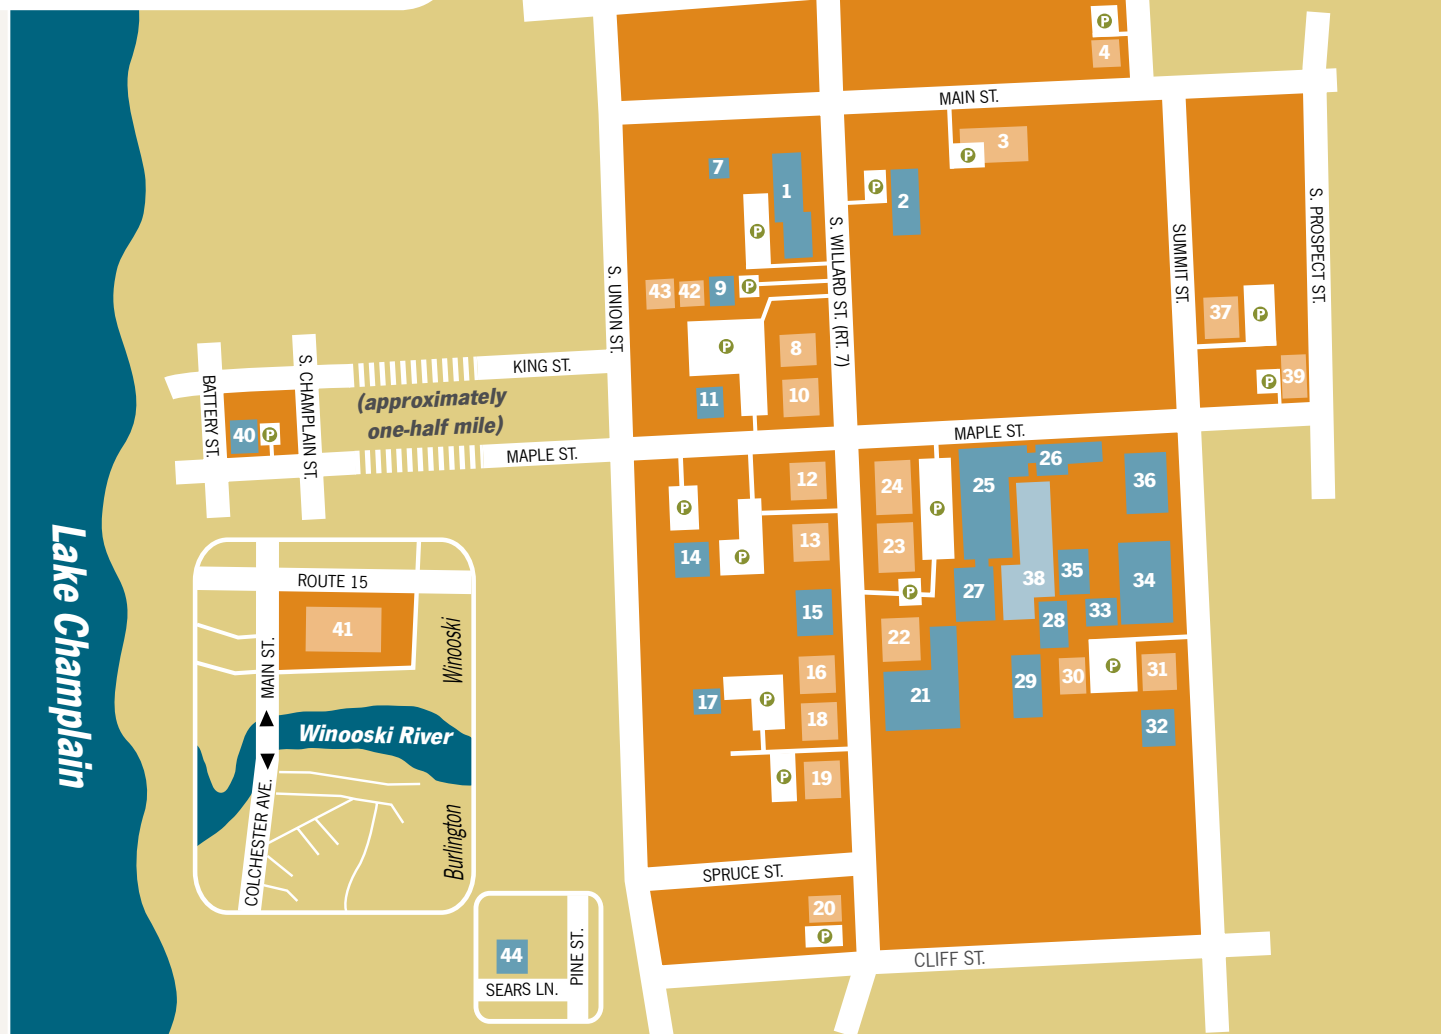 P
4
MAIN ST.
3
P
7
1
P
2
P
S. UNION ST.
S. WILLARD ST. (RT. 7)
SUMMIT ST.
S. PROSPECT ST.
43
42
9
P
P
8
37
P
KING ST.
BATTERY ST.
S. CHAMPLAIN ST.
(approximately
one-half mile)
11
10
P
39
40
P
MAPLE ST.
MAPLE ST.
12
24
25
26
36
P
P
14
P
13
23
P
27
38
35
34
15
28
33
22
Lake Champlain
ROUTE 15
41
MAIN ST.
Winooski
Winooski River
COLCHESTER AVE.
Burlington
17
P
16
18
21
29
30
P
31
32
P
19
SPRUCE ST.
20
P
CLIFF ST.
44
PINE ST.
SEARS LN.